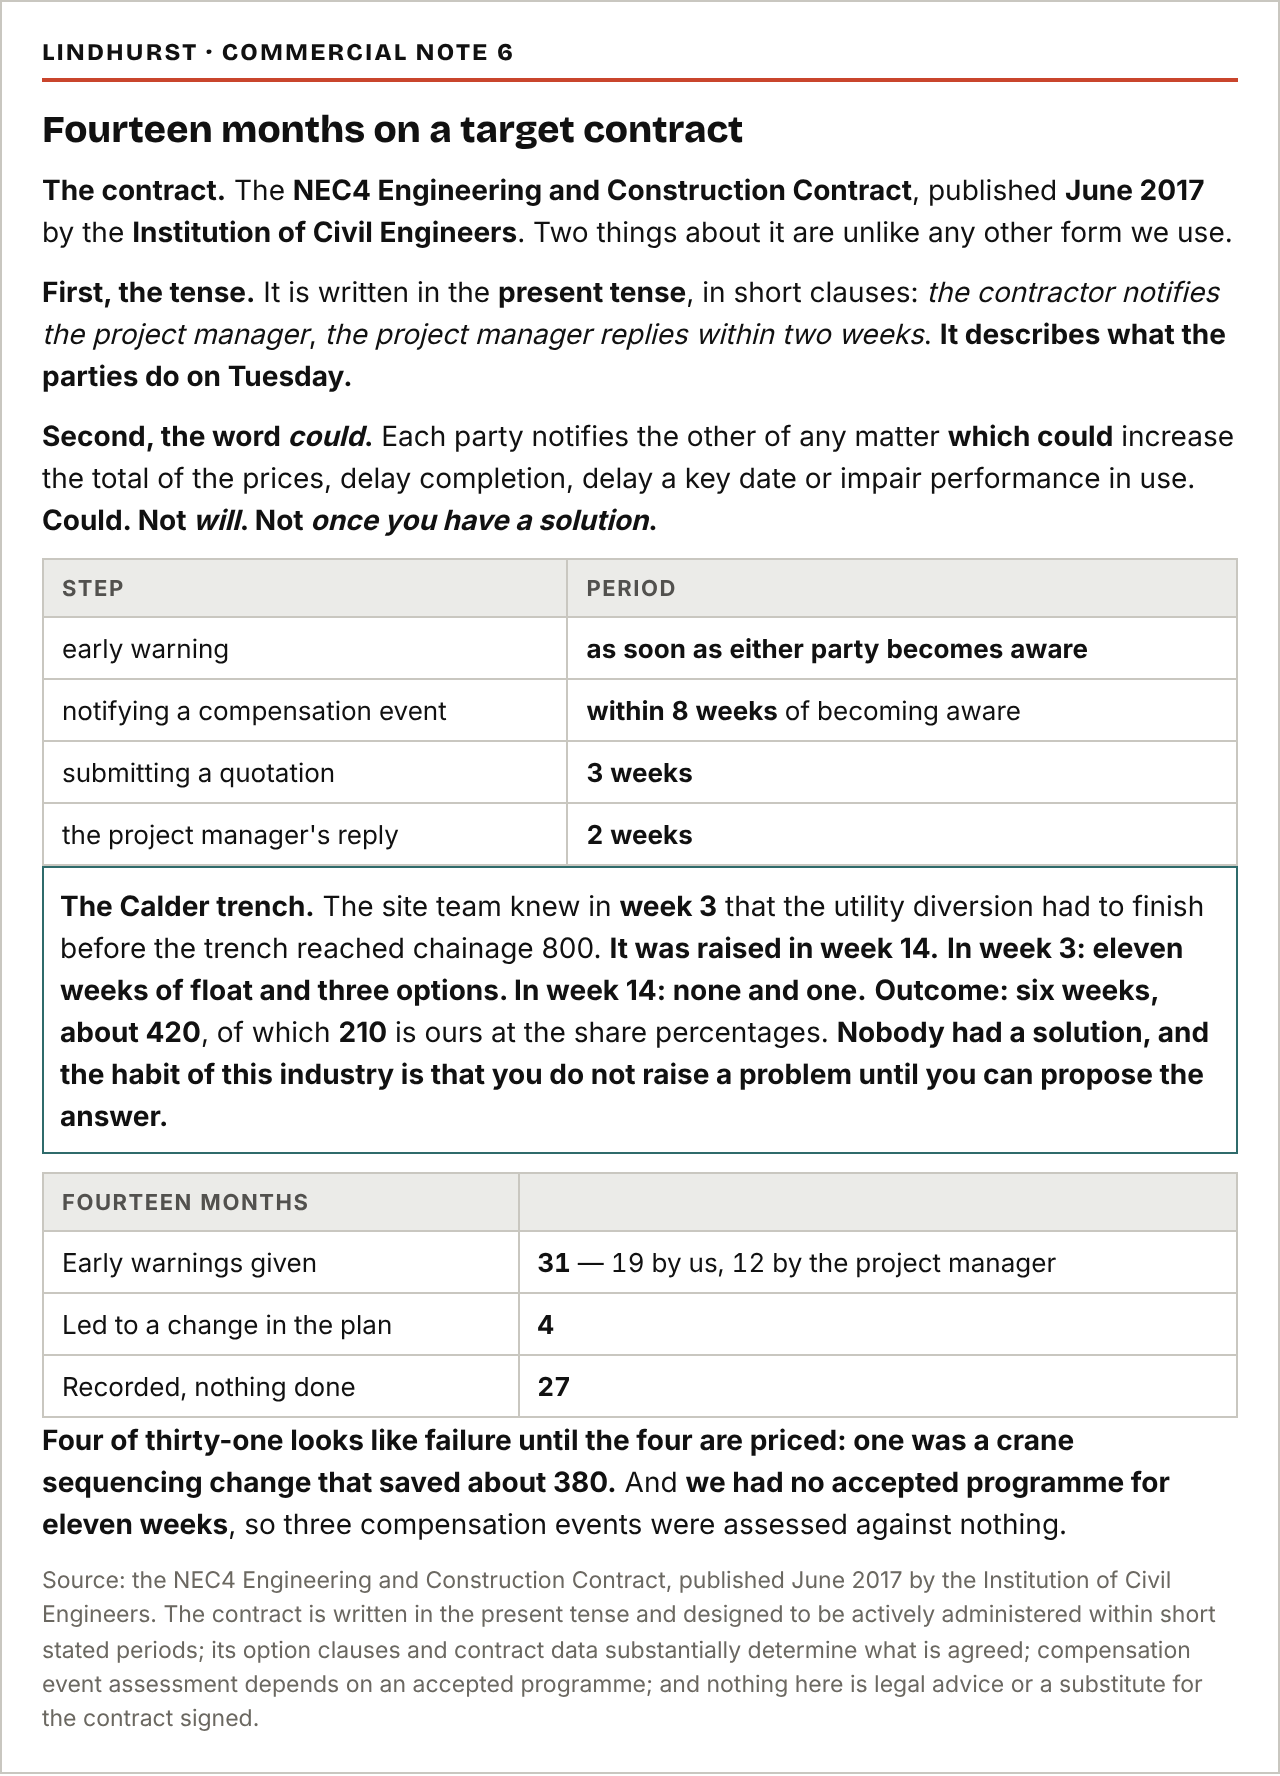 LINDHURST · COMMERCIAL NOTE 6
Fourteen months on a target contract
The contract. The NEC4 Engineering and Construction Contract, published June 2017
by the Institution of Civil Engineers. Two things about it are unlike any other form we use.
First, the tense. It is written in the present tense, in short clauses: the contractor notifies
the project manager, the project manager replies within two weeks. It describes what the
parties do on Tuesday.
Second, the word could. Each party notifies the other of any matter which could increase
the total of the prices, delay completion, delay a key date or impair performance in use.
Could. Not will. Not once you have a solution.
STEP PERIOD
early warning as soon as either party becomes aware
notifying a compensation event within 8 weeks of becoming aware
submitting a quotation 3 weeks
the project manager's reply 2 weeks
The Calder trench. The site team knew in week 3 that the utility diversion had to finish
before the trench reached chainage 800. It was raised in week 14. In week 3: eleven
weeks of float and three options. In week 14: none and one. Outcome: six weeks,
about 420, of which 210 is ours at the share percentages. Nobody had a solution, and
the habit of this industry is that you do not raise a problem until you can propose the
answer.
FOURTEEN MONTHS
Early warnings given 31 — 19 by us, 12 by the project manager
Led to a change in the plan 4
Recorded, nothing done 27
Four of thirty-one looks like failure until the four are priced: one was a crane
sequencing change that saved about 380. And we had no accepted programme for
eleven weeks, so three compensation events were assessed against nothing.
Source: the NEC4 Engineering and Construction Contract, published June 2017 by the Institution of Civil
Engineers. The contract is written in the present tense and designed to be actively administered within short
stated periods; its option clauses and contract data substantially determine what is agreed; compensation
event assessment depends on an accepted programme; and nothing here is legal advice or a substitute for
the contract signed.